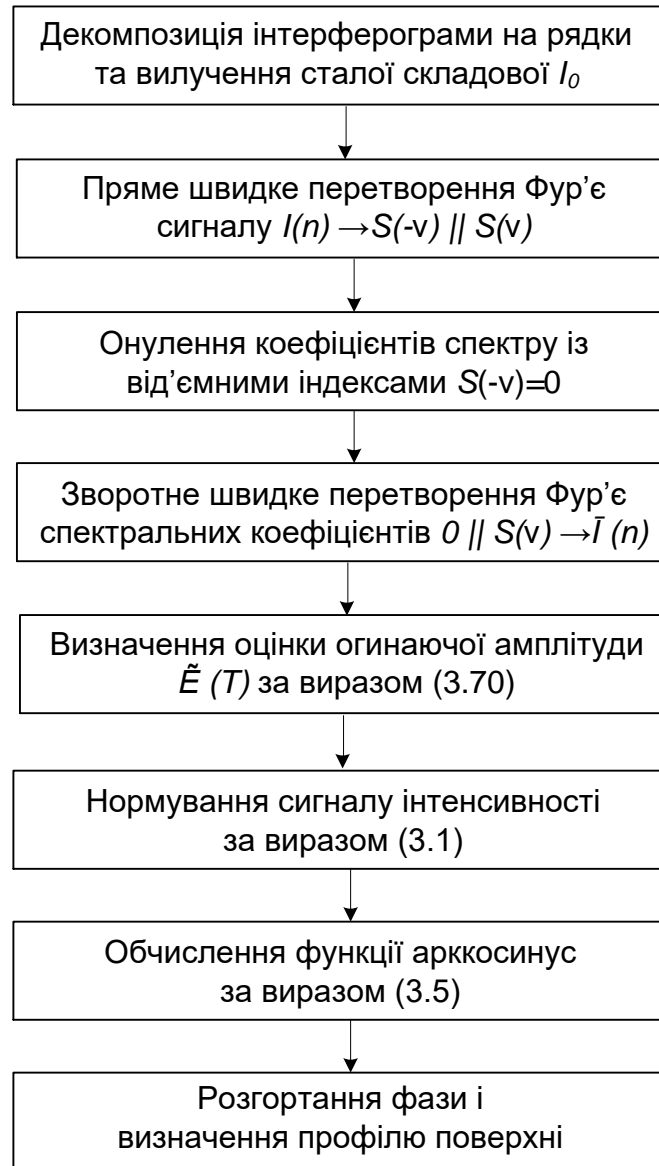 Декомпозиція інтерферограми на рядки
та вилучення сталої складової I₀
Пряме швидке перетворення Фур’є
сигналу I(n) →S(-ν) || S(ν)
Онулення коефіцієнтів спектру із
від’ємними індексами S(-ν)=0
Зворотне швидке перетворення Фур’є
спектральних коефіцієнтів 0 || S(ν) →Ī (n)
Визначення оцінки огинаючої амплітуди
Ẽ (T) за виразом (3.70)
Нормування сигналу інтенсивності
за виразом (3.1)
Обчислення функції арккосинус
за виразом (3.5)
Розгортання фази і
визначення профілю поверхні